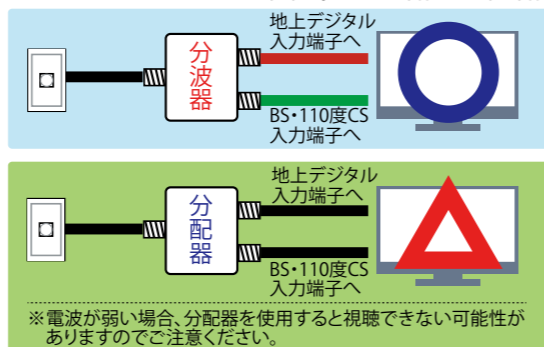 地上デジタル
入力端子へ
分波器
BS・110度CS
入力端子へ
地上デジタル
入力端子へ
分配器
BS・110度CS
入力端子へ
※電波が弱い場合、分配器を使用すると視聴できない可能性が
ありますのでご注意ください。